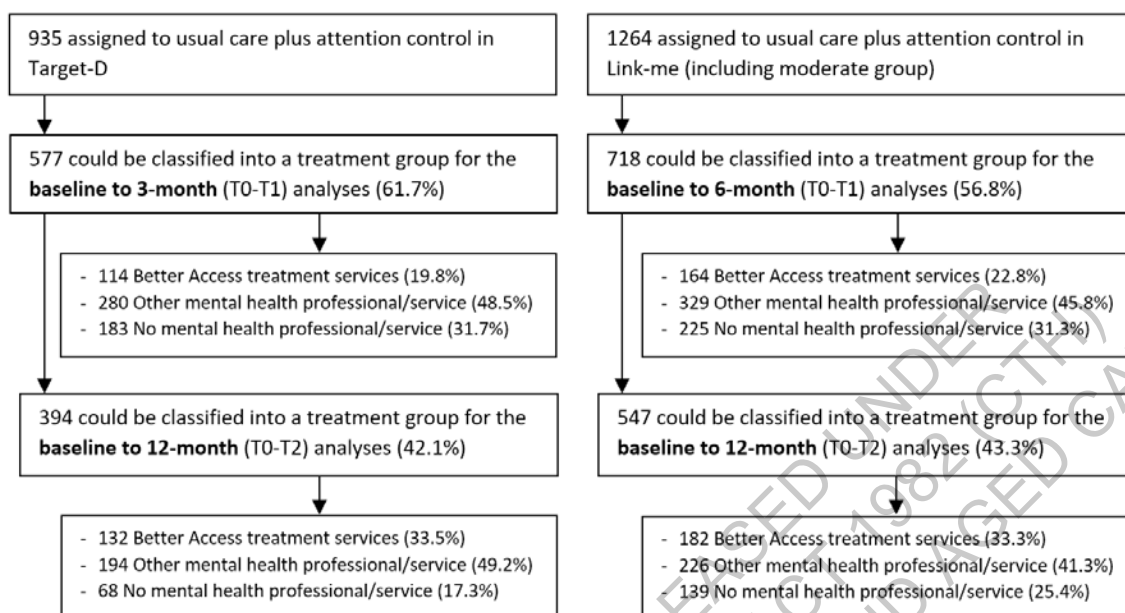 935 assigned to usual care plus attention control in
Target-D
577 could be classified into a treatment group for the
baseline to 3-month (T0-T1) analyses (61.7%)
- 114 Better Access treatment services (19.8%)
- 280 Other mental health professional/service (48.5%)
- 183 No mental health professional/service (31.7%)
394 could be classified into a treatment group for the
baseline to 12-month (T0-T2) analyses (42.1%)
- 132 Better Access treatment services (33.5%)
- 194 Other mental health professional/service (49.2%)
- 68 No mental health professional/service (17.3%)
1264 assigned to usual care plus attention control in
Link-me (including moderate group)
718 could be classified into a treatment group for the
baseline to 6-month (T0-T1) analyses (56.8%)
- 164 Better Access treatment services (22.8%)
- 329 Other mental health professional/service (45.8%)
- 225 No mental health professional/service (31.3%)
547 could be classified into a treatment group for the
baseline to 12-month (T0-T2) analyses (43.3%)
- 182 Better Access treatment services (33.3%)
- 226 Other mental health professional/service (41.3%)
- 139 No mental health professional/service (25.4%)
UNDER
1982 (CTH)
AGED